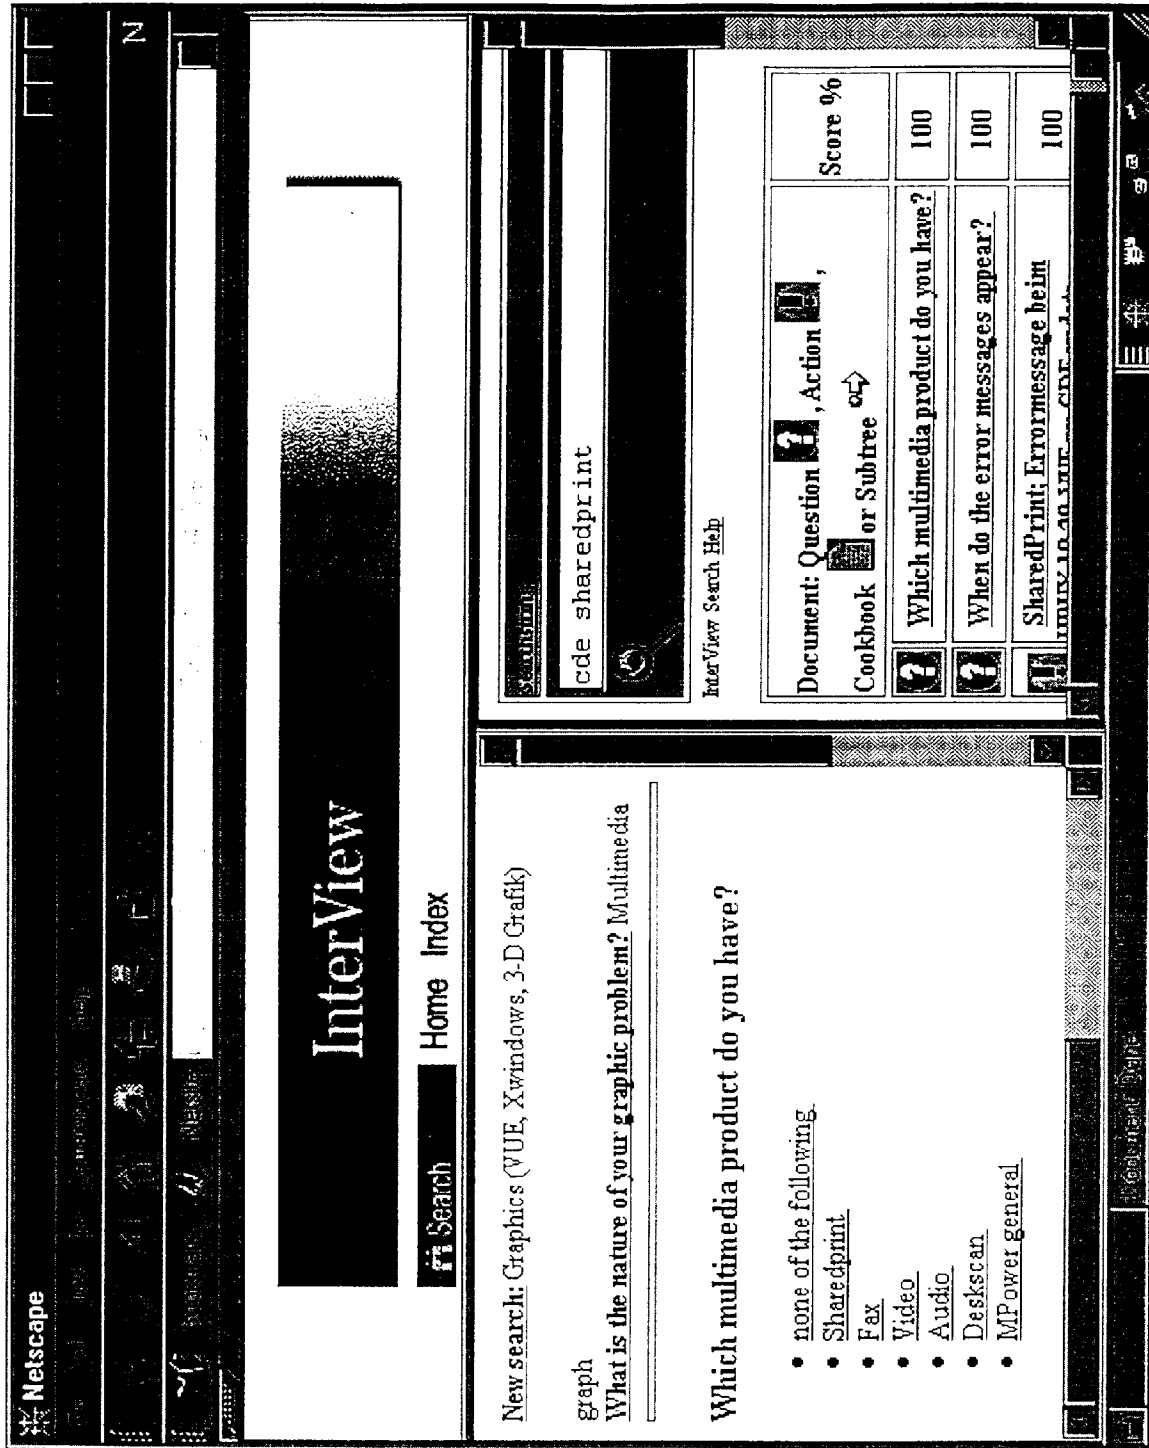 Netscape
N
InterView
Search Home Index
New search: Graphics (VUE, Xwindows, 3-D Grafik)
graph
What is the nature of your graphic problem? Multimedia
Which multimedia product do you have?
• none of the following
• Sharedprint
• Fax
• Video
• Audio
• Deskscan
• MPower general
cde sharedprint
InterView Search Help
Document: Question , Action ,
Cookbook or Subtree
Score %
Which multimedia product do you have? 100
When do the error messages appear? 100
SharedPrint; Errormessage beim 100
Document: Done